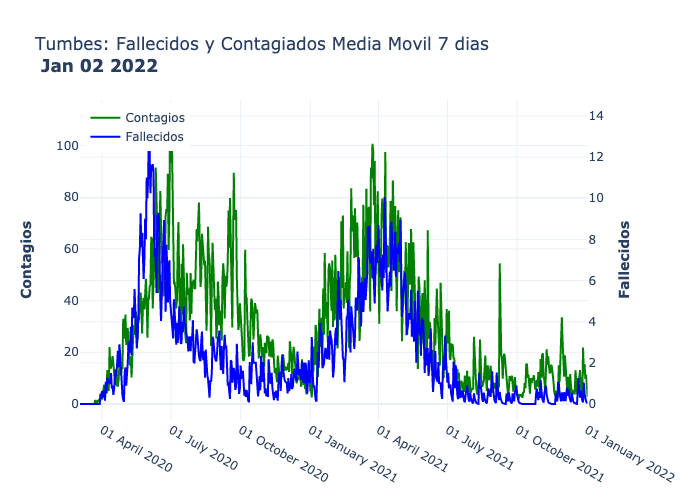 Tumbes: Fallecidos y Contagiados Media Movil 7 dias
Jan 02 2022
Contagios
Fallecidos
100
80
60
40
20
0
14
12
10
8
6
4
2
0
Contagios
Fallecidos
01 April 2020
01 July 2020
01 October 2020
01 January 2021
01 April 2021
01 July 2021
01 October 2021
01 January 2022